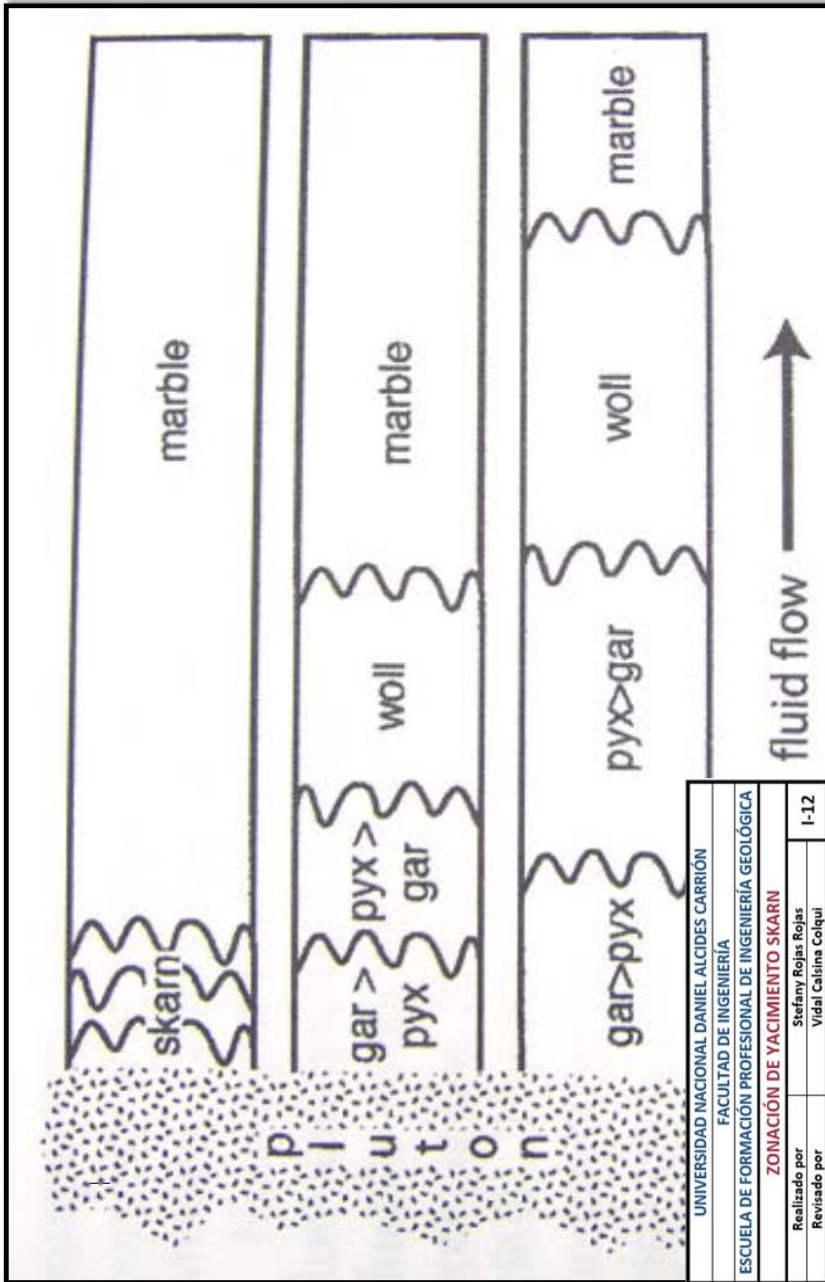 pluton
skarn
marble
gar >
pyx
pyx >
gar
woll
marble
gar>pyx
pyx>gar
woll
marble
fluid flow
UNIVERSIDAD NACIONAL DANIEL ALCIDES CARRIÓN
FACULTAD DE INGENIERÍA
ESCUELA DE FORMACIÓN PROFESIONAL DE INGENIERÍA GEOLÓGICA
ZONACIÓN DE YACIMIENTO SKARN
Realizado por Stefany Rojas Rojas
Revisado por Vidal Calsina Colqui
I-12